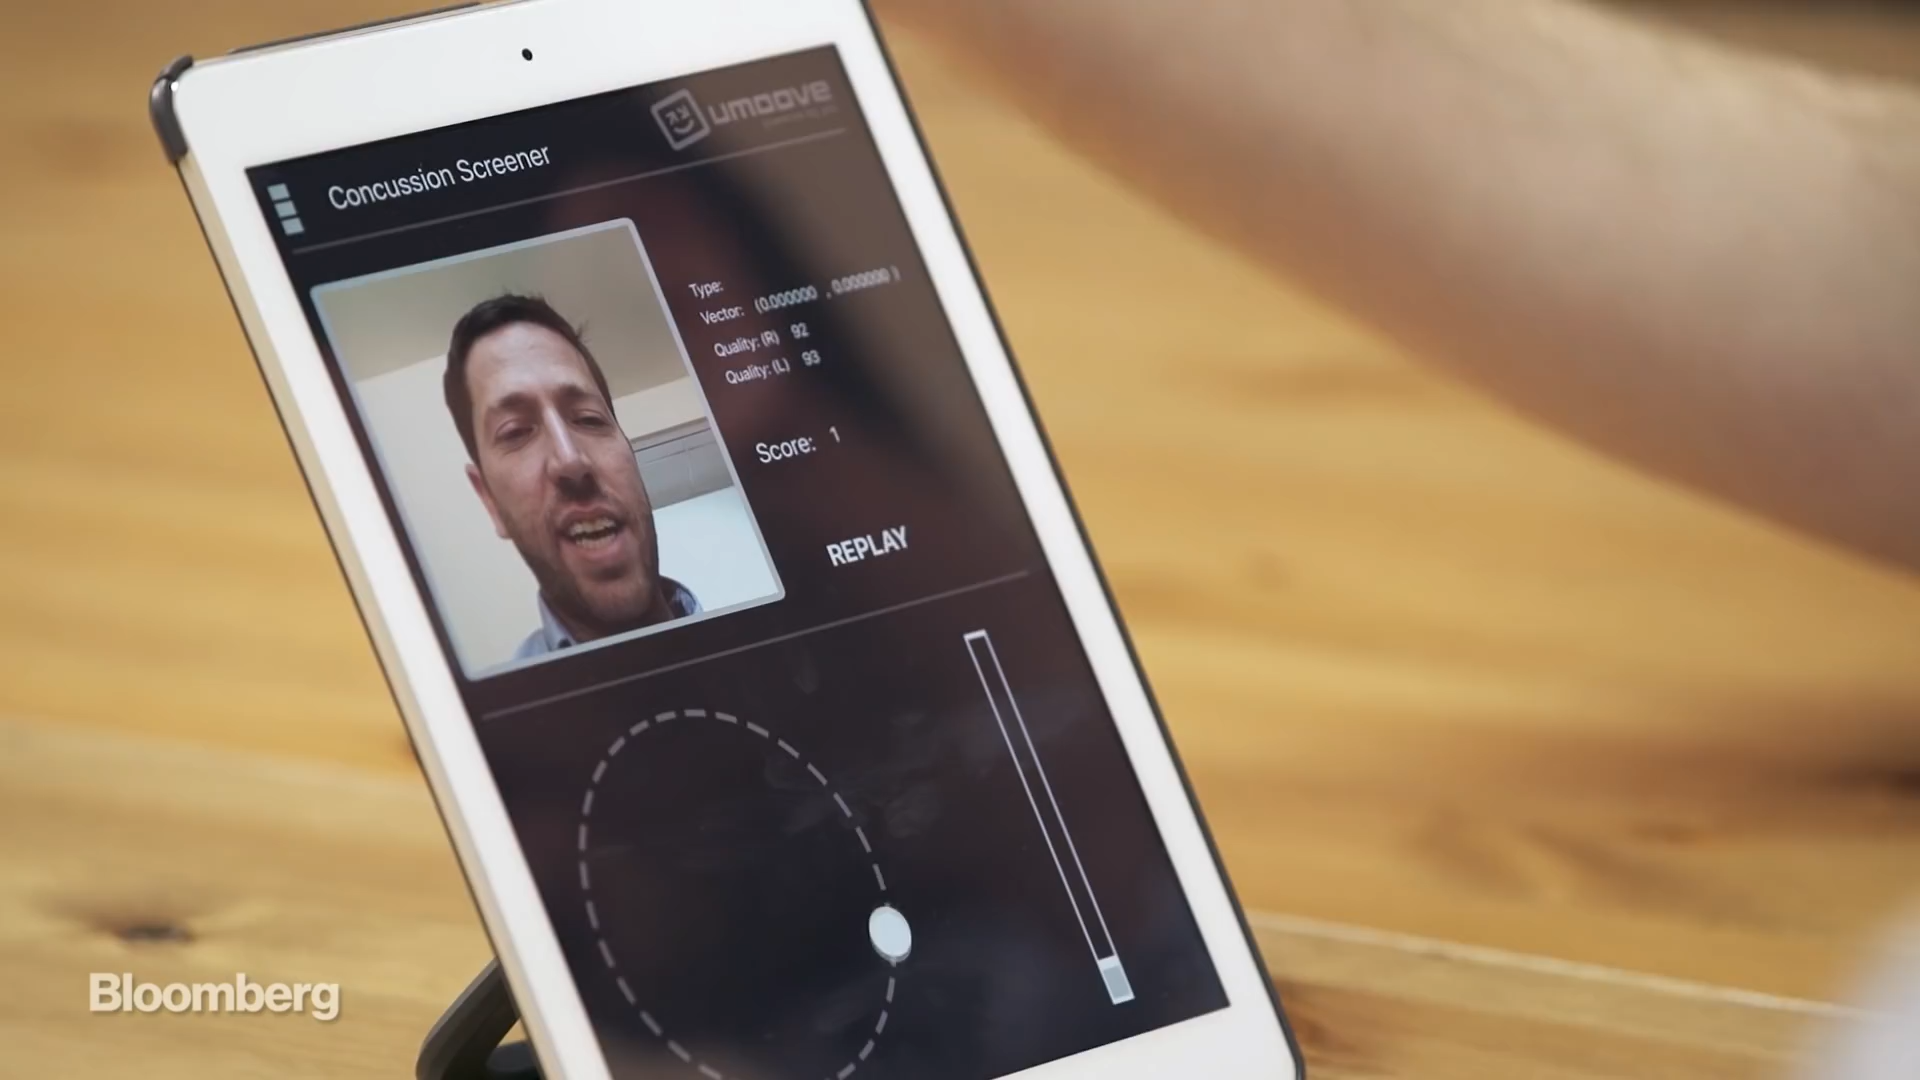 umoove
Concussion Screener
Type:
Vector: (0.000000 , 0.000000 )
Quality: (R) 92
Quality: (L) 93
Score: 1
REPLAY
Bloomberg